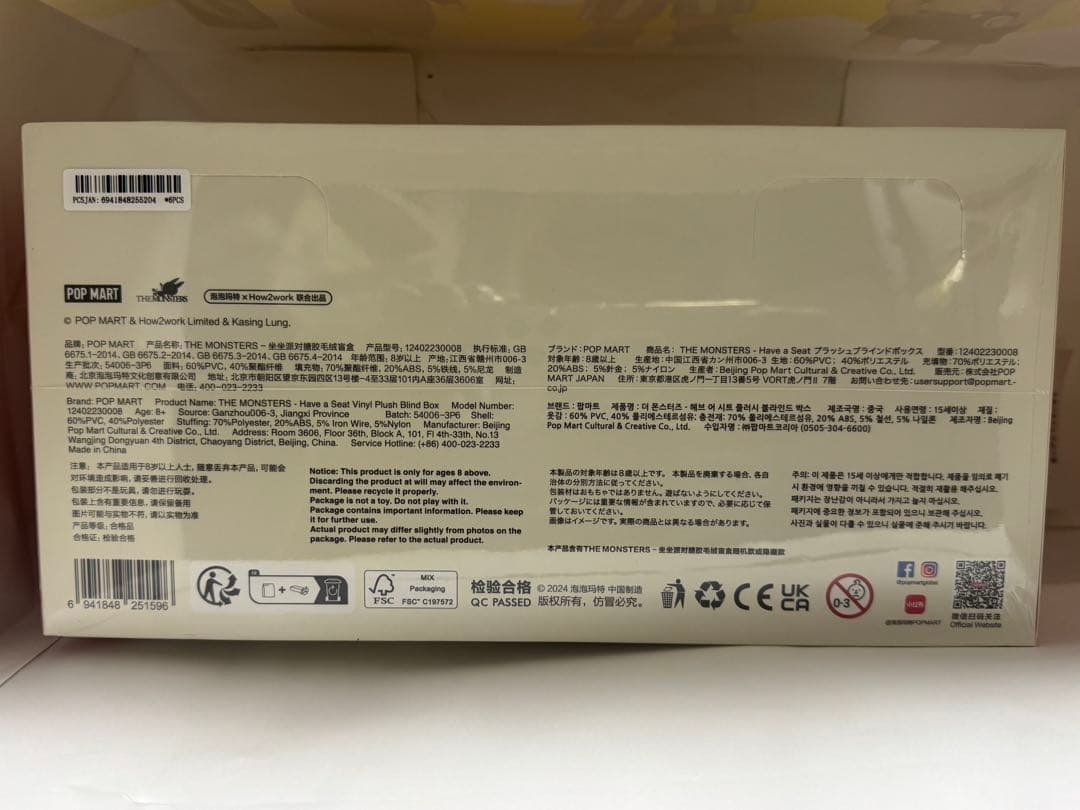 PCSJAN: 6941848255204 *6PCS
POP MART THE MONSTERS 泡泡玛特 × How2work 联合出品
© POP MART & How2work Limited & Kasing Lung.
品牌: POP MART 产品名称: THE MONSTERS – 坐坐派对搪胶毛绒盲盒 产品型号: 12402230008 执行标准: GB
6675.1–2014、GB 6675.2–2014、GB 6675.3–2014、GB 6675.4–2014 年龄范围: 8岁以上 产地: 江西省赣州市006-3
生产批次: 54006-3P6 面料: 60%PVC, 40%聚酯纤维 填充物: 70%聚酯纤维, 20%ABS, 5%铁线, 5%尼龙 制造
商: 北京泡泡玛特文化创意有限公司 地址: 北京市朝阳区望京东园四区13号楼-4至33层101内A座36层3606室 网址:
WWW.POPMART.COM 电话: 400-023-2233
Brand: POP MART Product Name: THE MONSTERS - Have a Seat Vinyl Plush Blind Box Model Number:
12402230008 Age: 8+ Source: Ganzhou006-3, Jiangxi Province Batch: 54006-3P6 Shell:
60%PVC, 40%Polyester Stuffing: 70%Polyester, 20%ABS, 5% Iron Wire, 5%Nylon Manufacturer: Beijing
Pop Mart Cultural & Creative Co., Ltd. Address: Room 3606, Floor 36th, Block A, 101, Fl 4th-33th, No.13
Wangjing Dongyuan 4th District, Chaoyang District, Beijing, China. Service Hotline: (+86) 400-023-2233
Made in China
ブランド: POP MART 商品名: THE MONSTERS - Have a Seat プラッシュブラインドボックス 型番: 12402230008
対象年齢: 8歳以上 生産地: 中国江西省カン州市006-3 生地: 60%PVC; 40%ポリエステル 充填物: 70%ポリエステル;
20%ABS; 5%針金; 5%ナイロン 生産者: Beijing Pop Mart Cultural & Creative Co., Ltd. 販売元: 株式会社POP
MART JAPAN 住所: 東京都港区虎ノ門一丁目13番5号 VORT虎ノ門Ⅱ 7階 お問い合わせ先: usersupport@popmart.
co.jp
브랜드 : 팝마트 제품명 : 더 몬스터즈 - 해브 어 시트 플러시 블라인드 박스 제조국명 : 중국 사용연령 : 15세이상 재질 :
겉감 : 60% PVC, 40% 폴리에스테르섬유; 충전재: 70% 폴리에스테르섬유, 20% ABS, 5% 철선, 5% 나일론 제조자명 : Beijing
Pop Mart Cultural & Creative Co., Ltd. 수입자명 : ㈜팝마트코리아 (0505-304-6600)
注意: 本产品适用于8岁以上人士, 随意丢弃本产品, 可能会
对环境造成影响, 请妥善进行回收处理。
包装部分不是玩具, 请勿进行玩耍。
包装上含有重要信息, 请保留备用
图片可能与实物不符, 请以实物为准
产品等级: 合格品
合格证: 检验合格
Notice: This product is only for ages 8 above.
Discarding the product at will may affect the environ-
ment. Please recycle it properly.
Package is not a toy. Do not play with it.
Package contains important information. Please keep
it for further use.
Actual product may differ slightly from photos on the
package. Please refer to the actual product.
本製品の対象年齢は8歳以上です。本製品を廃棄する場合、各自
治体の分別方法に従ってください。
包装材はおもちゃではありません。遊ばないようにしてください。
パッケージには重要な情報が含まれていますので、必要に応じて保
管しておいてください。
画像はイメージです。実際の商品とは異なる場合があります。
주의: 이 제품은 15세 이상에게만 적합합니다. 제품을 임의로 폐기
시 환경에 영향을 끼칠 수 있습니다. 적절히 재활용 해주십시오.
패키지는 장난감이 아니라서 가지고 놀지 마십시오.
패키지에 중요한 정보가 포함되어 있으니 보관해 주십시오.
사진과 실물이 다를 수 있으니 실물에 준해 주시기 바랍니다.
本产品含有THE MONSTERS – 坐坐派对搪胶毛绒盲盒随机款或隐藏款
6 941848 251596
FR
FSC
MIX
Packaging
FSC® C197572
检验合格
QC PASSED
© 2024 泡泡玛特 中国制造
版权所有, 仿冒必究。
CE
UK
CA
0-3
@popmartglobal
小红书
@泡泡玛特POPMART
微信扫码关注
Official Website